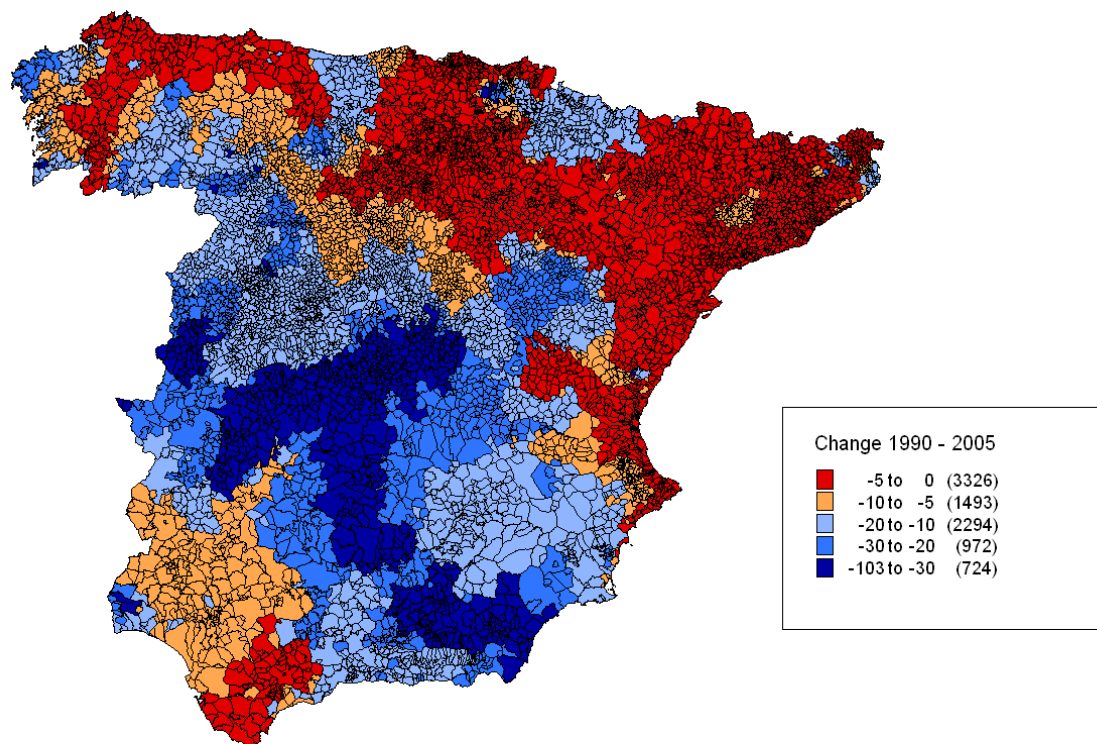 Change 1990 - 2005
-5 to 0 (3326)
-10 to -5 (1493)
-20 to -10 (2294)
-30 to -20 (972)
-103 to -30 (724)